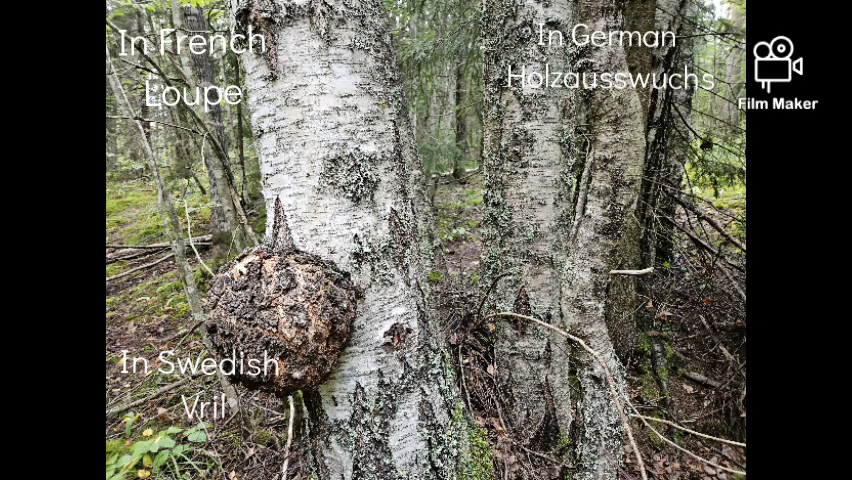 In French
Loupe
In German
Holzausswuchs
In Swedish
Vril
Film Maker